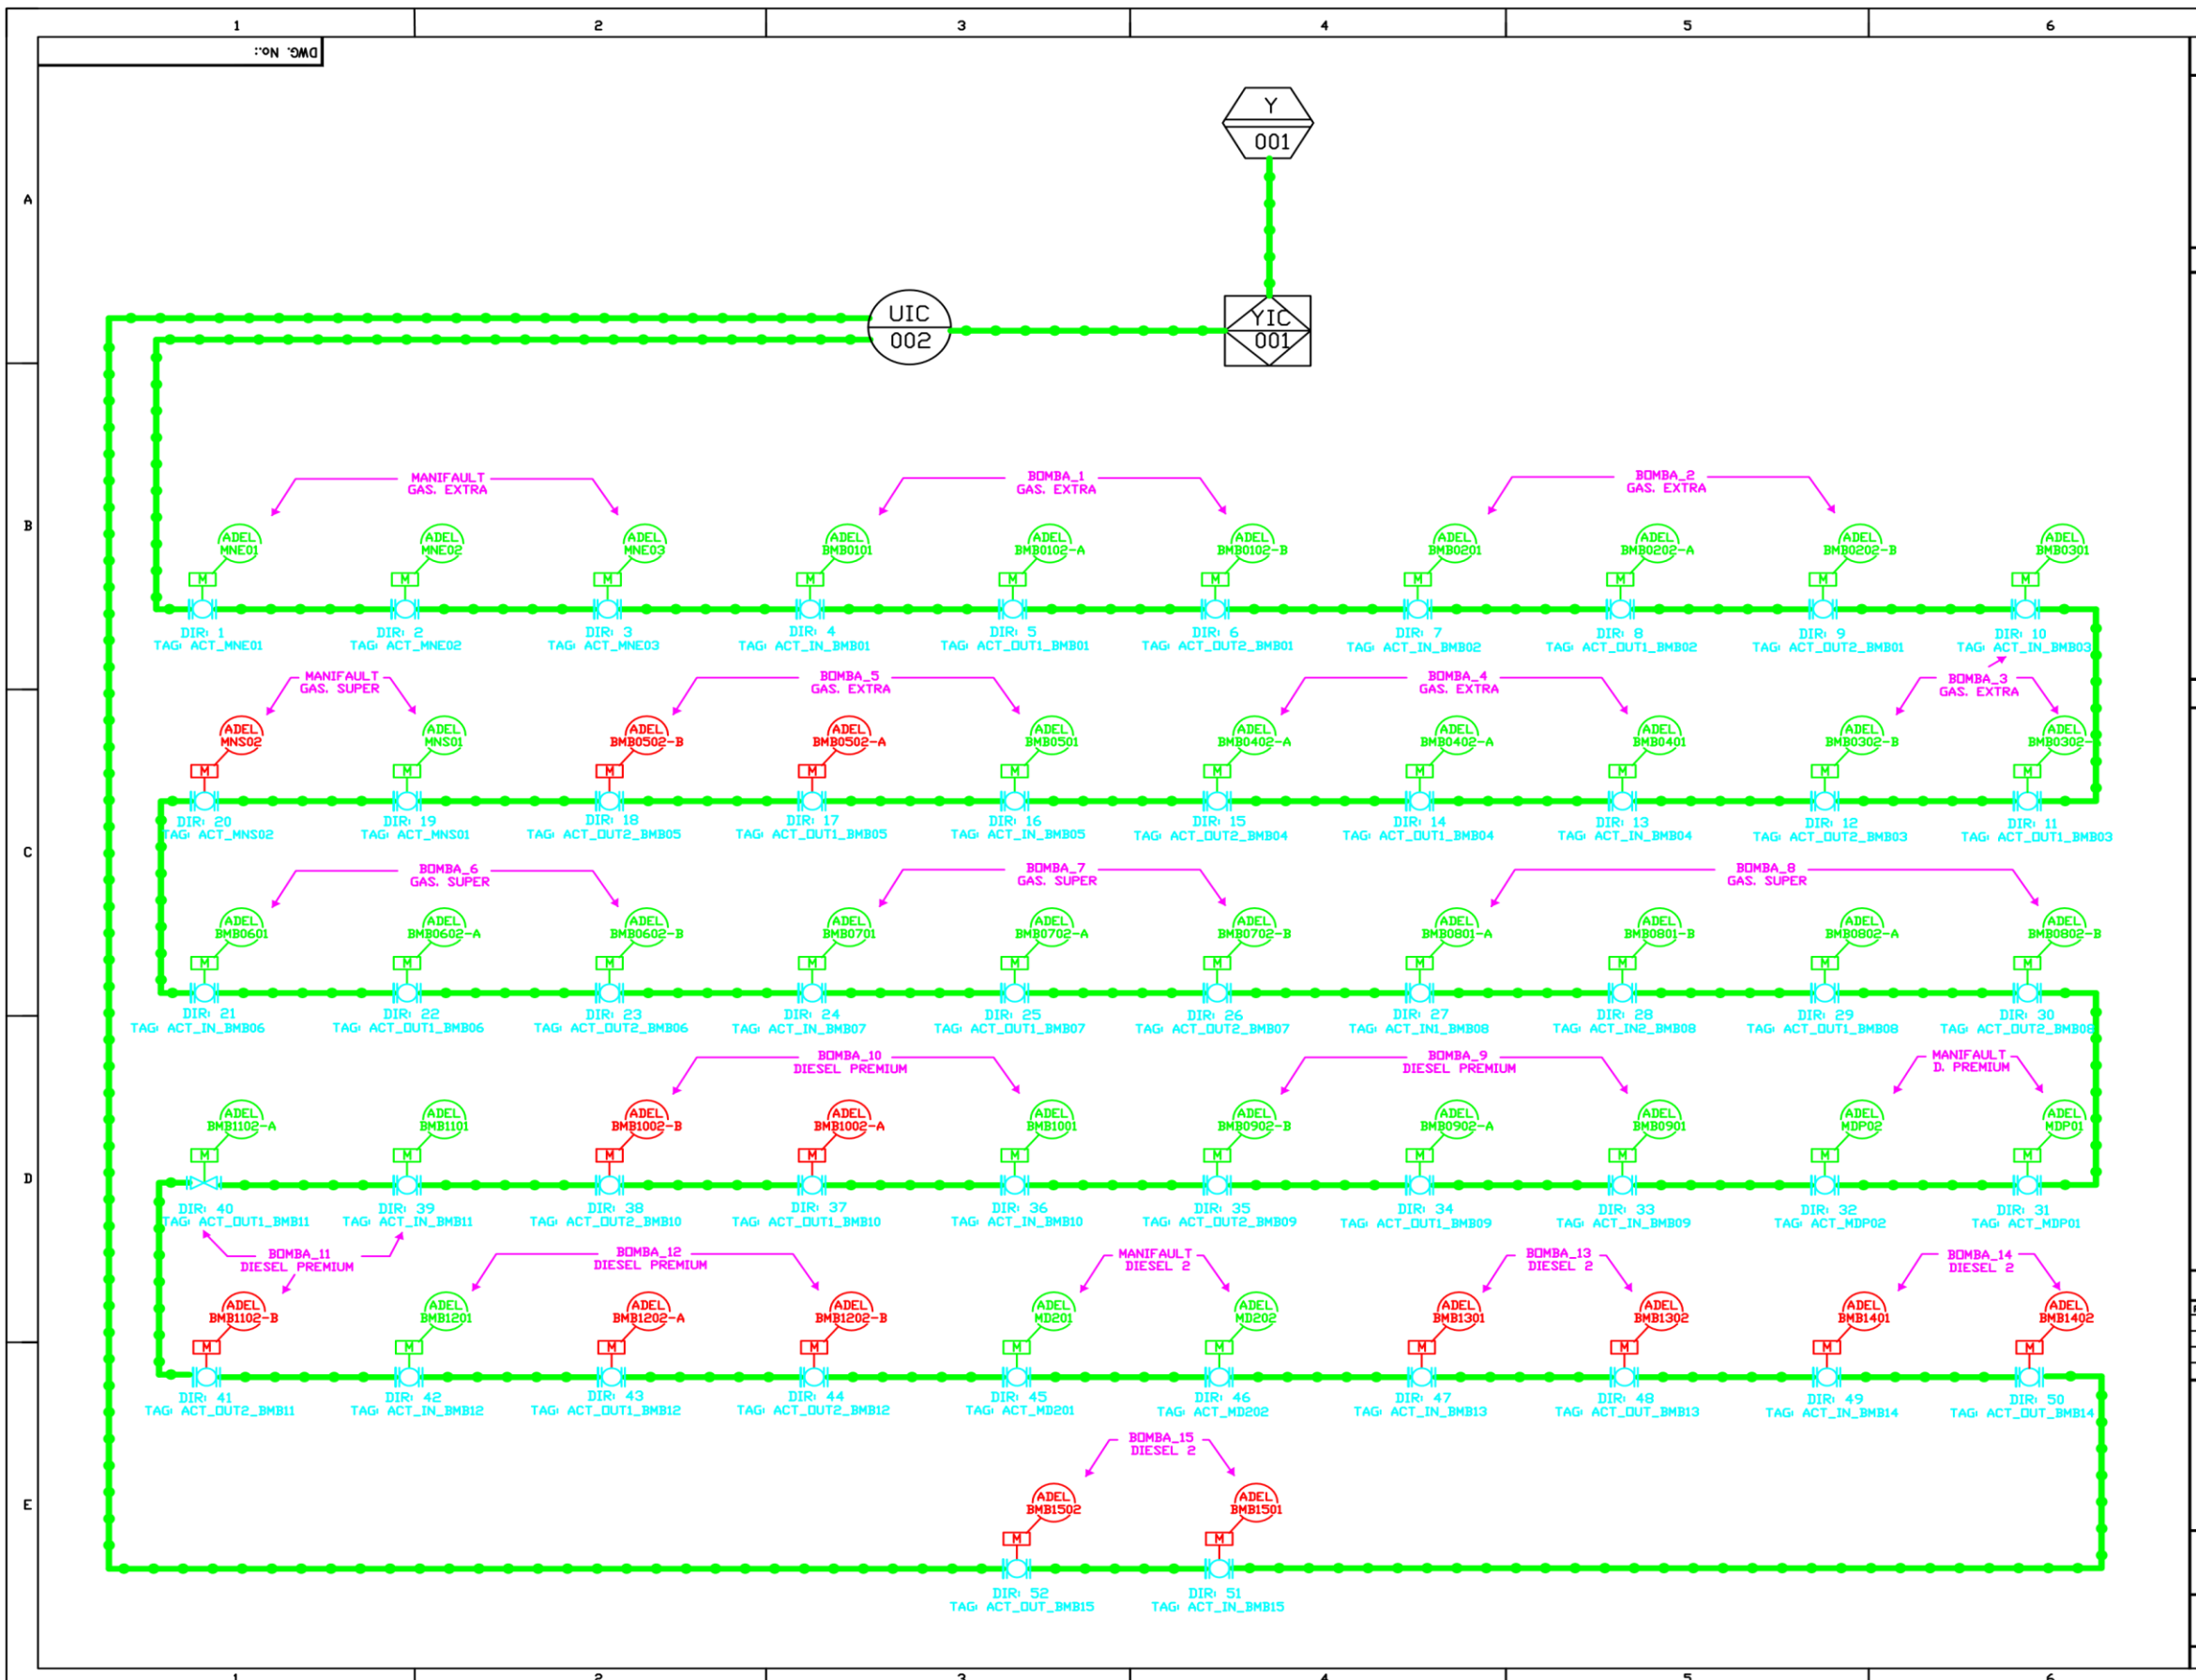 1 2 3 4 5 6
DWG. No.:
Y
001
A
UIC
002
YIC
001
MANIFAULT
GAS. EXTRA
BOMBA_1
GAS. EXTRA
BOMBA_2
GAS. EXTRA
B
ADEL
MNE01
ADEL
MNE02
ADEL
MNE03
ADEL
BMB0101
ADEL
BMB0102-A
ADEL
BMB0102-B
ADEL
BMB0201
ADEL
BMB0202-A
ADEL
BMB0202-B
ADEL
BMB0301
M M M M M M M M M M
DIR: 1
TAG: ACT_MNE01
DIR: 2
TAG: ACT_MNE02
DIR: 3
TAG: ACT_MNE03
DIR: 4
TAG: ACT_IN_BMB01
DIR: 5
TAG: ACT_OUT1_BMB01
DIR: 6
TAG: ACT_OUT2_BMB01
DIR: 7
TAG: ACT_IN_BMB02
DIR: 8
TAG: ACT_OUT1_BMB02
DIR: 9
TAG: ACT_OUT2_BMB01
DIR: 10
TAG: ACT_IN_BMB03
MANIFAULT
GAS. SUPER
BOMBA_5
GAS. EXTRA
BOMBA_4
GAS. EXTRA
BOMBA_3
GAS. EXTRA
ADEL
MNS02
ADEL
MNS01
ADEL
BMB0502-B
ADEL
BMB0502-A
ADEL
BMB0501
ADEL
BMB0402-A
ADEL
BMB0402-A
ADEL
BMB0401
ADEL
BMB0302-B
ADEL
BMB0302-
M M M M M M M M M M
DIR: 20
TAG: ACT_MNS02
DIR: 19
TAG: ACT_MNS01
DIR: 18
TAG: ACT_OUT2_BMB05
DIR: 17
TAG: ACT_OUT1_BMB05
DIR: 16
TAG: ACT_IN_BMB05
DIR: 15
TAG: ACT_OUT2_BMB04
DIR: 14
TAG: ACT_OUT1_BMB04
DIR: 13
TAG: ACT_IN_BMB04
DIR: 12
TAG: ACT_OUT2_BMB03
DIR: 11
TAG: ACT_OUT1_BMB03
C
BOMBA_6
GAS. SUPER
BOMBA_7
GAS. SUPER
BOMBA_8
GAS. SUPER
ADEL
BMB0601
ADEL
BMB0602-A
ADEL
BMB0602-B
ADEL
BMB0701
ADEL
BMB0702-A
ADEL
BMB0702-B
ADEL
BMB0801-A
ADEL
BMB0801-B
ADEL
BMB0802-A
ADEL
BMB0802-B
M M M M M M M M M M
DIR: 21
TAG: ACT_IN_BMB06
DIR: 22
TAG: ACT_OUT1_BMB06
DIR: 23
TAG: ACT_OUT2_BMB06
DIR: 24
TAG: ACT_IN_BMB07
DIR: 25
TAG: ACT_OUT1_BMB07
DIR: 26
TAG: ACT_OUT2_BMB07
DIR: 27
TAG: ACT_IN1_BMB08
DIR: 28
TAG: ACT_IN2_BMB08
DIR: 29
TAG: ACT_OUT1_BMB08
DIR: 30
TAG: ACT_OUT2_BMB08
BOMBA_10
DIESEL PREMIUM
BOMBA_9
DIESEL PREMIUM
MANIFAULT
D. PREMIUM
ADEL
BMB1102-A
ADEL
BMB1101
ADEL
BMB1002-B
ADEL
BMB1002-A
ADEL
BMB1001
ADEL
BMB0902-B
ADEL
BMB0902-A
ADEL
BMB0901
ADEL
MDP02
ADEL
MDP01
M M M M M M M M M M
D
DIR: 40
TAG: ACT_OUT1_BMB11
DIR: 39
TAG: ACT_IN_BMB11
DIR: 38
TAG: ACT_OUT2_BMB10
DIR: 37
TAG: ACT_OUT1_BMB10
DIR: 36
TAG: ACT_IN_BMB10
DIR: 35
TAG: ACT_OUT2_BMB09
DIR: 34
TAG: ACT_OUT1_BMB09
DIR: 33
TAG: ACT_IN_BMB09
DIR: 32
TAG: ACT_MDP02
DIR: 31
TAG: ACT_MDP01
BOMBA_11
DIESEL PREMIUM
BOMBA_12
DIESEL PREMIUM
MANIFAULT
DIESEL 2
BOMBA_13
DIESEL 2
BOMBA_14
DIESEL 2
ADEL
BMB1102-B
ADEL
BMB1201
ADEL
BMB1202-A
ADEL
BMB1202-B
ADEL
MD201
ADEL
MD202
ADEL
BMB1301
ADEL
BMB1302
ADEL
BMB1401
ADEL
BMB1402
M M M M M M M M M M
DIR: 41
TAG: ACT_OUT2_BMB11
DIR: 42
TAG: ACT_IN_BMB12
DIR: 43
TAG: ACT_OUT1_BMB12
DIR: 44
TAG: ACT_OUT2_BMB12
DIR: 45
TAG: ACT_MD201
DIR: 46
TAG: ACT_MD202
DIR: 47
TAG: ACT_IN_BMB13
DIR: 48
TAG: ACT_OUT_BMB13
DIR: 49
TAG: ACT_IN_BMB14
DIR: 50
TAG: ACT_OUT_BMB14
BOMBA_15
DIESEL 2
E
ADEL
BMB1502
ADEL
BMB1501
M M
DIR: 52
TAG: ACT_OUT_BMB15
DIR: 51
TAG: ACT_IN_BMB15
1 2 3 4 5 6